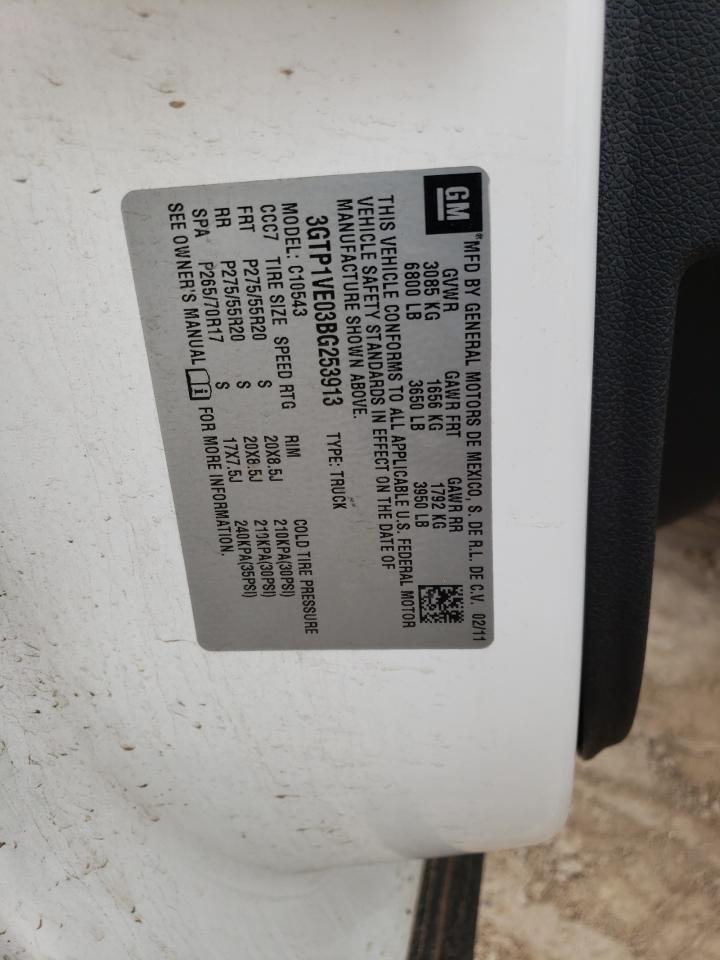 GM® MFD BY GENERAL MOTORS DE MEXICO, S. DE R.L. DE C.V. 02/11
GVWR GAWR FRT GAWR RR
3085 KG 1656 KG 1792 KG
6800 LB 3650 LB 3950 LB
THIS VEHICLE CONFORMS TO ALL APPLICABLE U.S. FEDERAL MOTOR
VEHICLE SAFETY STANDARDS IN EFFECT ON THE DATE OF
MANUFACTURE SHOWN ABOVE.
3GTP1VE03BG253913 TYPE: TRUCK
MODEL: C10543 COLD TIRE PRESSURE
CCC7 TIRE SIZE SPEED RTG RIM
FRT P275/55R20 S 20X8.5J 210KPA(30PSI)
RR P275/55R20 S 20X8.5J 210KPA(30PSI)
SPA P265/70R17 S 17X7.5J 240KPA(35PSI)
SEE OWNER'S MANUAL i FOR MORE INFORMATION.